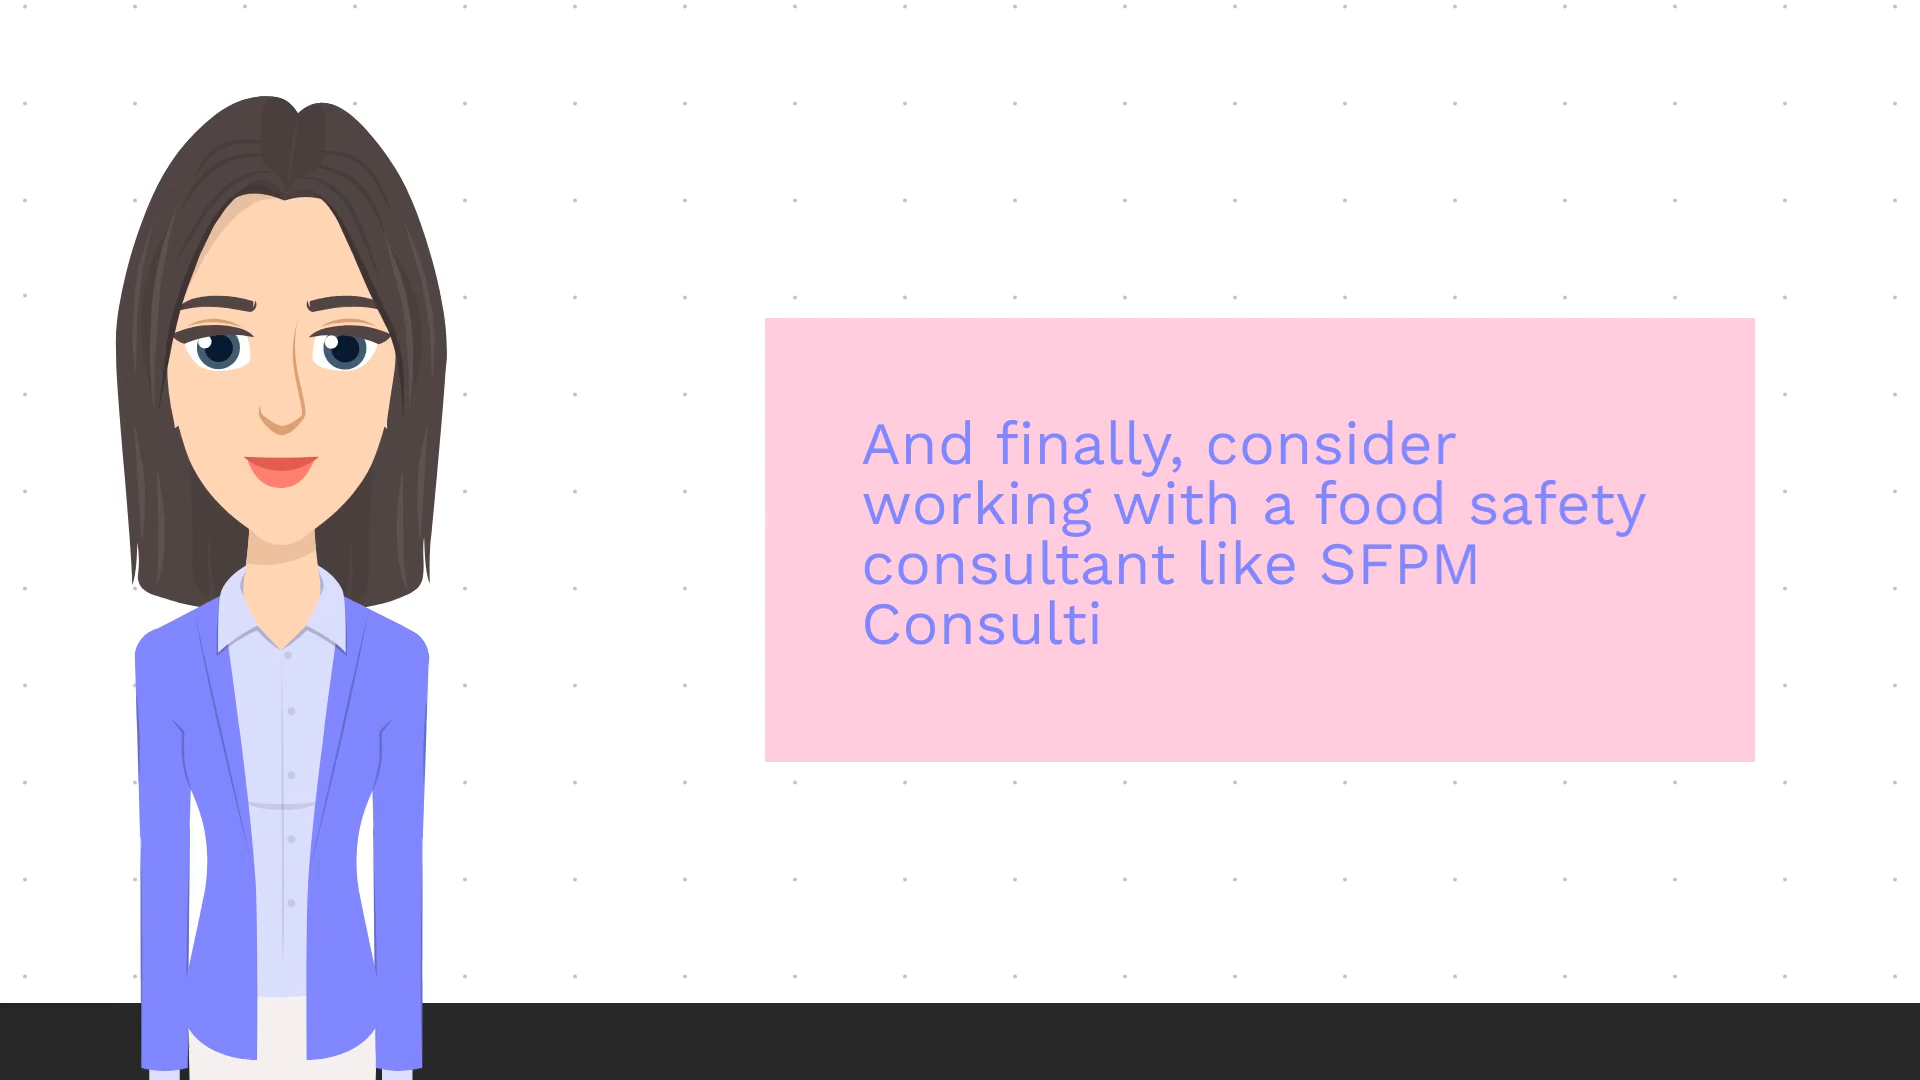 And finally, consider
working with a food safety
consultant like SFPM
Consulti